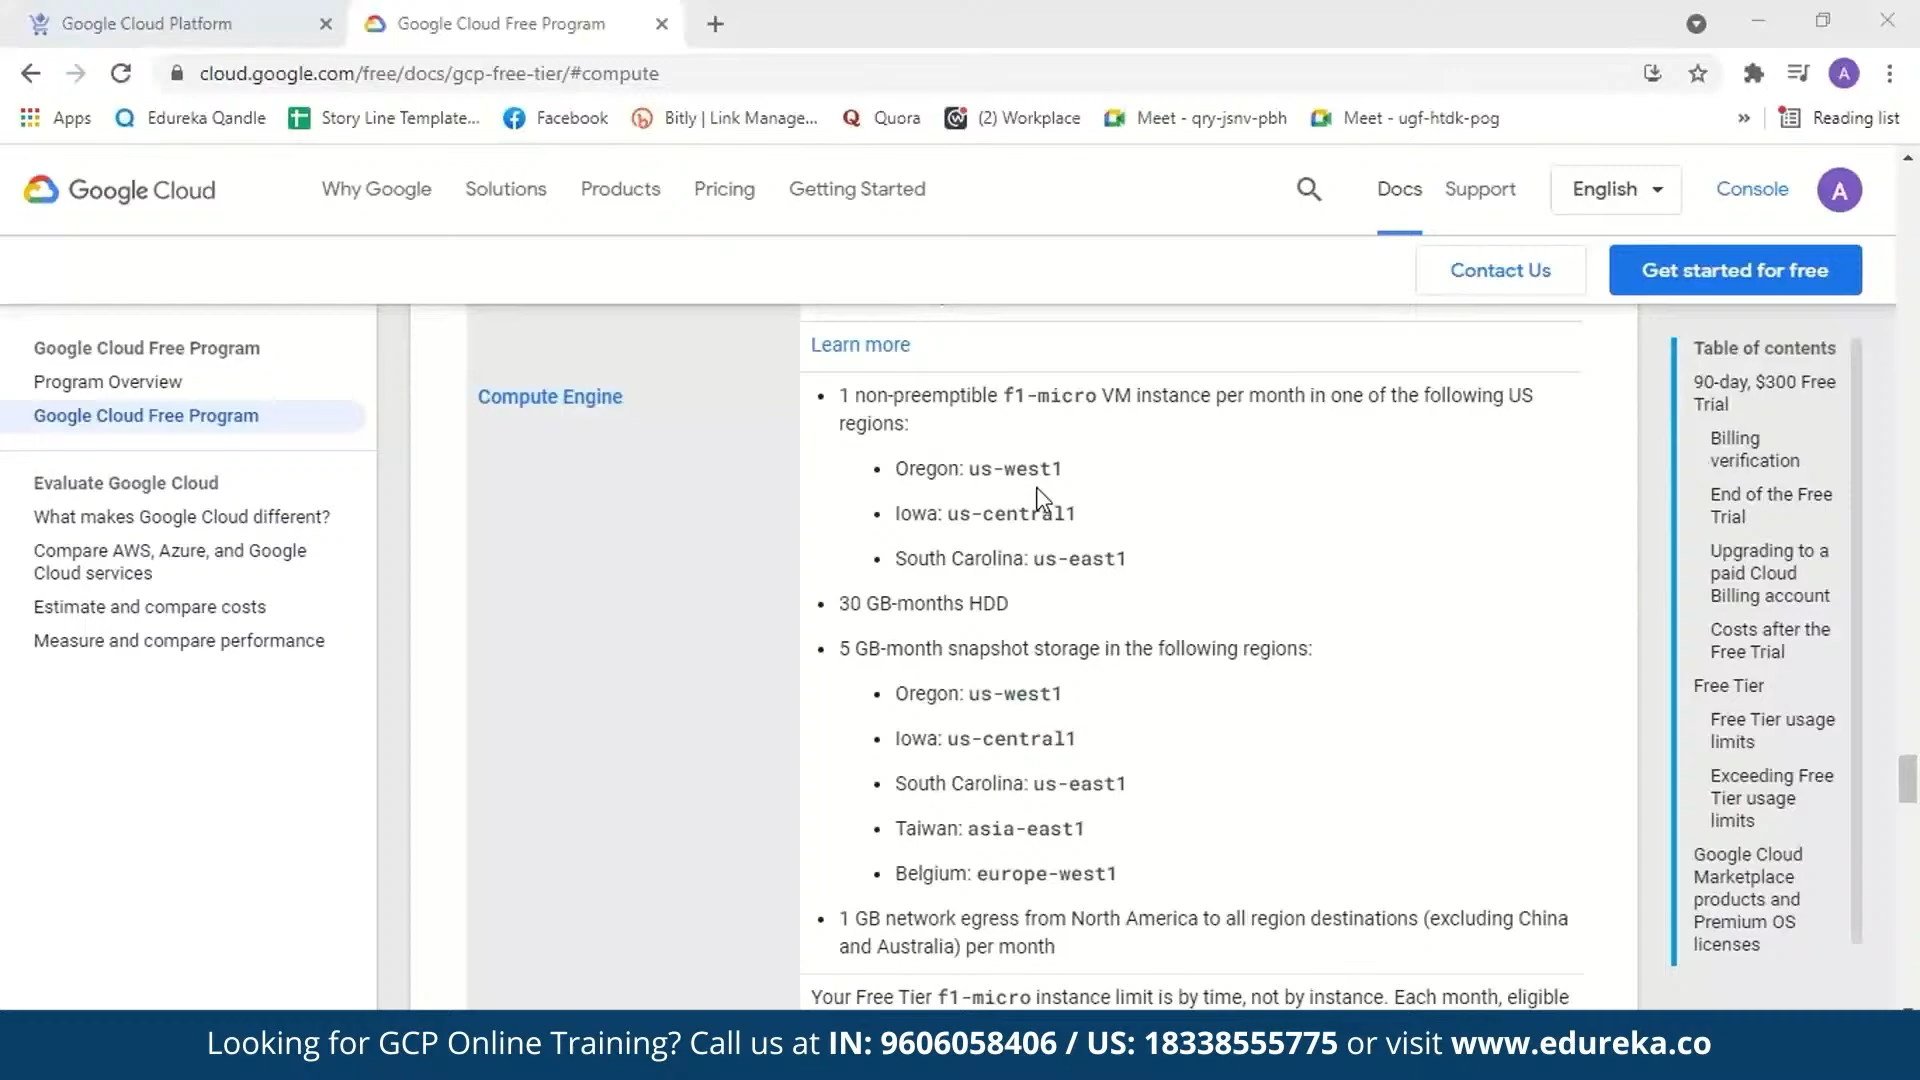 Google Cloud Platform
Google Cloud Free Program
cloud.google.com/free/docs/gcp-free-tier/#compute
A
Apps
Edureka Qandle
Story Line Template...
Facebook
Bitly | Link Manage...
Quora
(2) Workplace
Meet - qry-jsnv-pbh
Meet - ugf-htdk-pog
»
Reading list
Google Cloud
Why Google
Solutions
Products
Pricing
Getting Started
Docs
Support
English
Console
A
Contact Us
Get started for free
Google Cloud Free Program
Program Overview
Google Cloud Free Program
Evaluate Google Cloud
What makes Google Cloud different?
Compare AWS, Azure, and Google
Cloud services
Estimate and compare costs
Measure and compare performance
Learn more
Compute Engine
• 1 non-preemptible f1-micro VM instance per month in one of the following US
regions:
• Oregon: us-west1
• Iowa: us-central1
• South Carolina: us-east1
• 30 GB-months HDD
• 5 GB-month snapshot storage in the following regions:
• Oregon: us-west1
• Iowa: us-central1
• South Carolina: us-east1
• Taiwan: asia-east1
• Belgium: europe-west1
• 1 GB network egress from North America to all region destinations (excluding China
and Australia) per month
Your Free Tier f1-micro instance limit is by time, not by instance. Each month, eligible
Table of contents
90-day, $300 Free
Trial
Billing
verification
End of the Free
Trial
Upgrading to a
paid Cloud
Billing account
Costs after the
Free Trial
Free Tier
Free Tier usage
limits
Exceeding Free
Tier usage
limits
Google Cloud
Marketplace
products and
Premium OS
licenses
Looking for GCP Online Training? Call us at IN: 9606058406 / US: 18338555775 or visit www.edureka.co